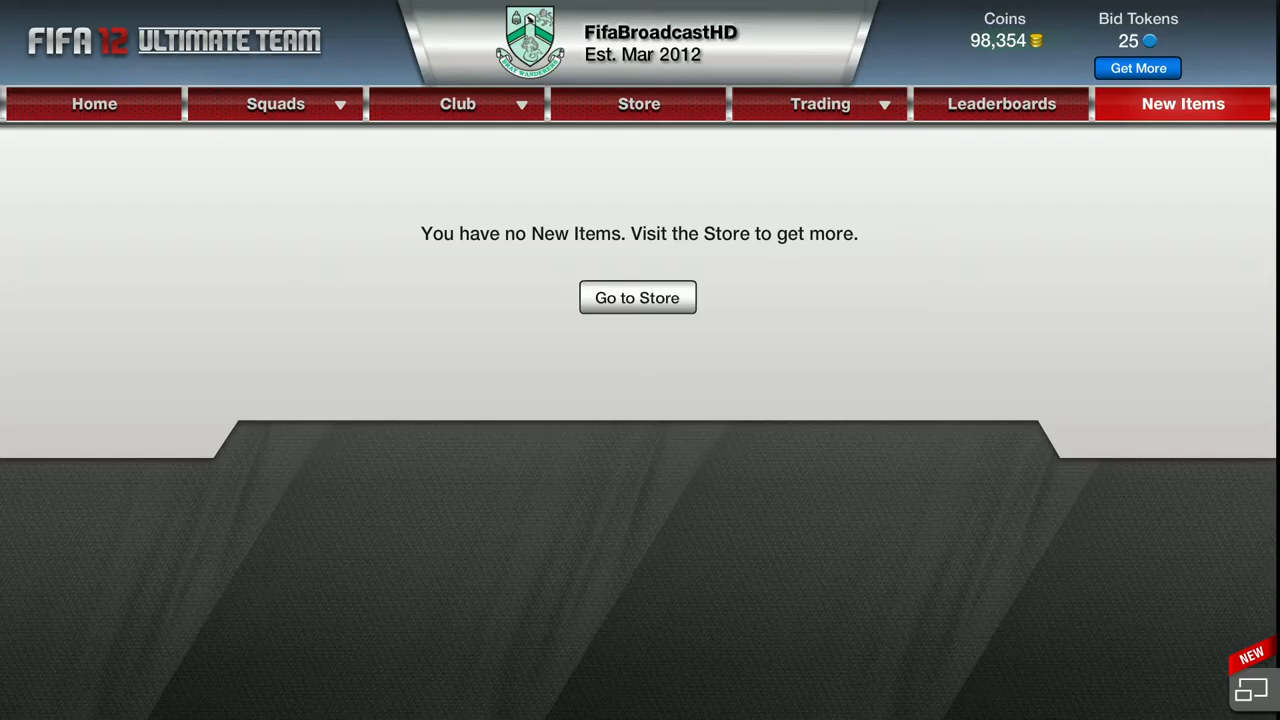 FIFA 12 ULTIMATE TEAM
BRAY WANDERERS
FifaBroadcastHD
Est. Mar 2012
Coins
98,354
Bid Tokens
25
Get More
Home
Squads
Club
Store
Trading
Leaderboards
New Items
You have no New Items. Visit the Store to get more.
Go to Store
NEW